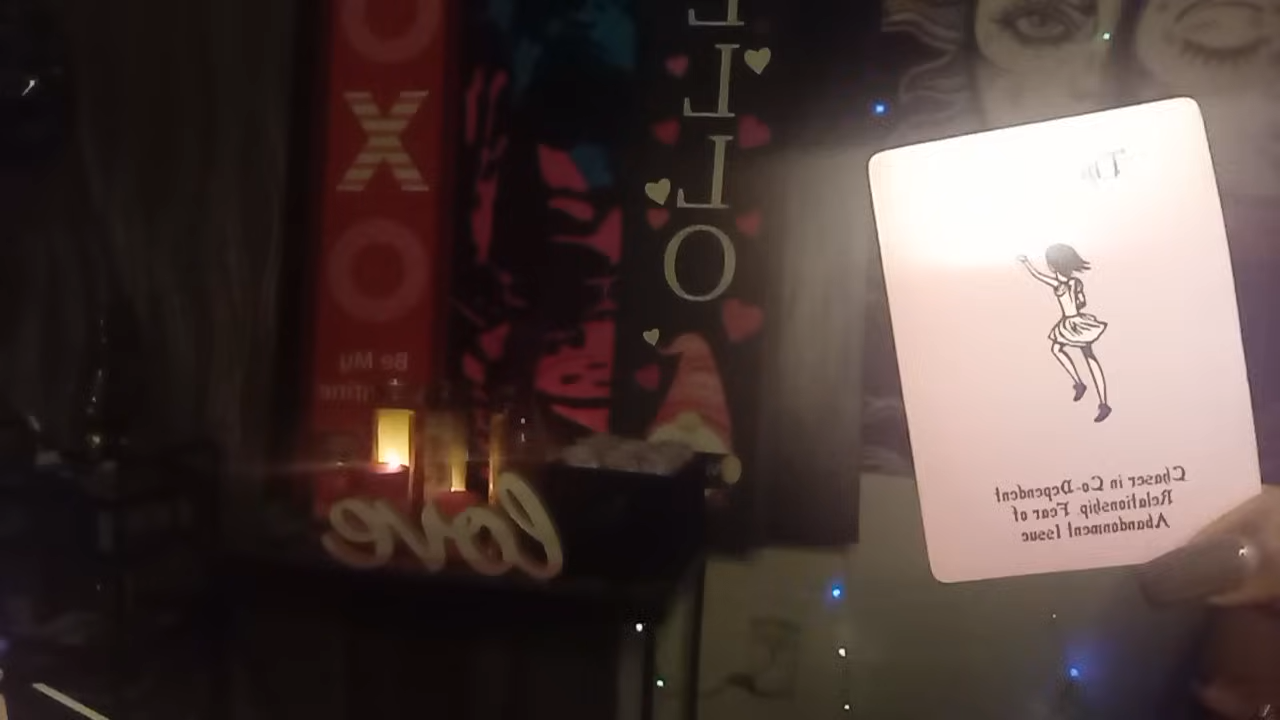 O
X
O
Be My
L
L
L
O
love
Chaser in Co-Dependent
Relationship. Fear of
Abandonment Issue